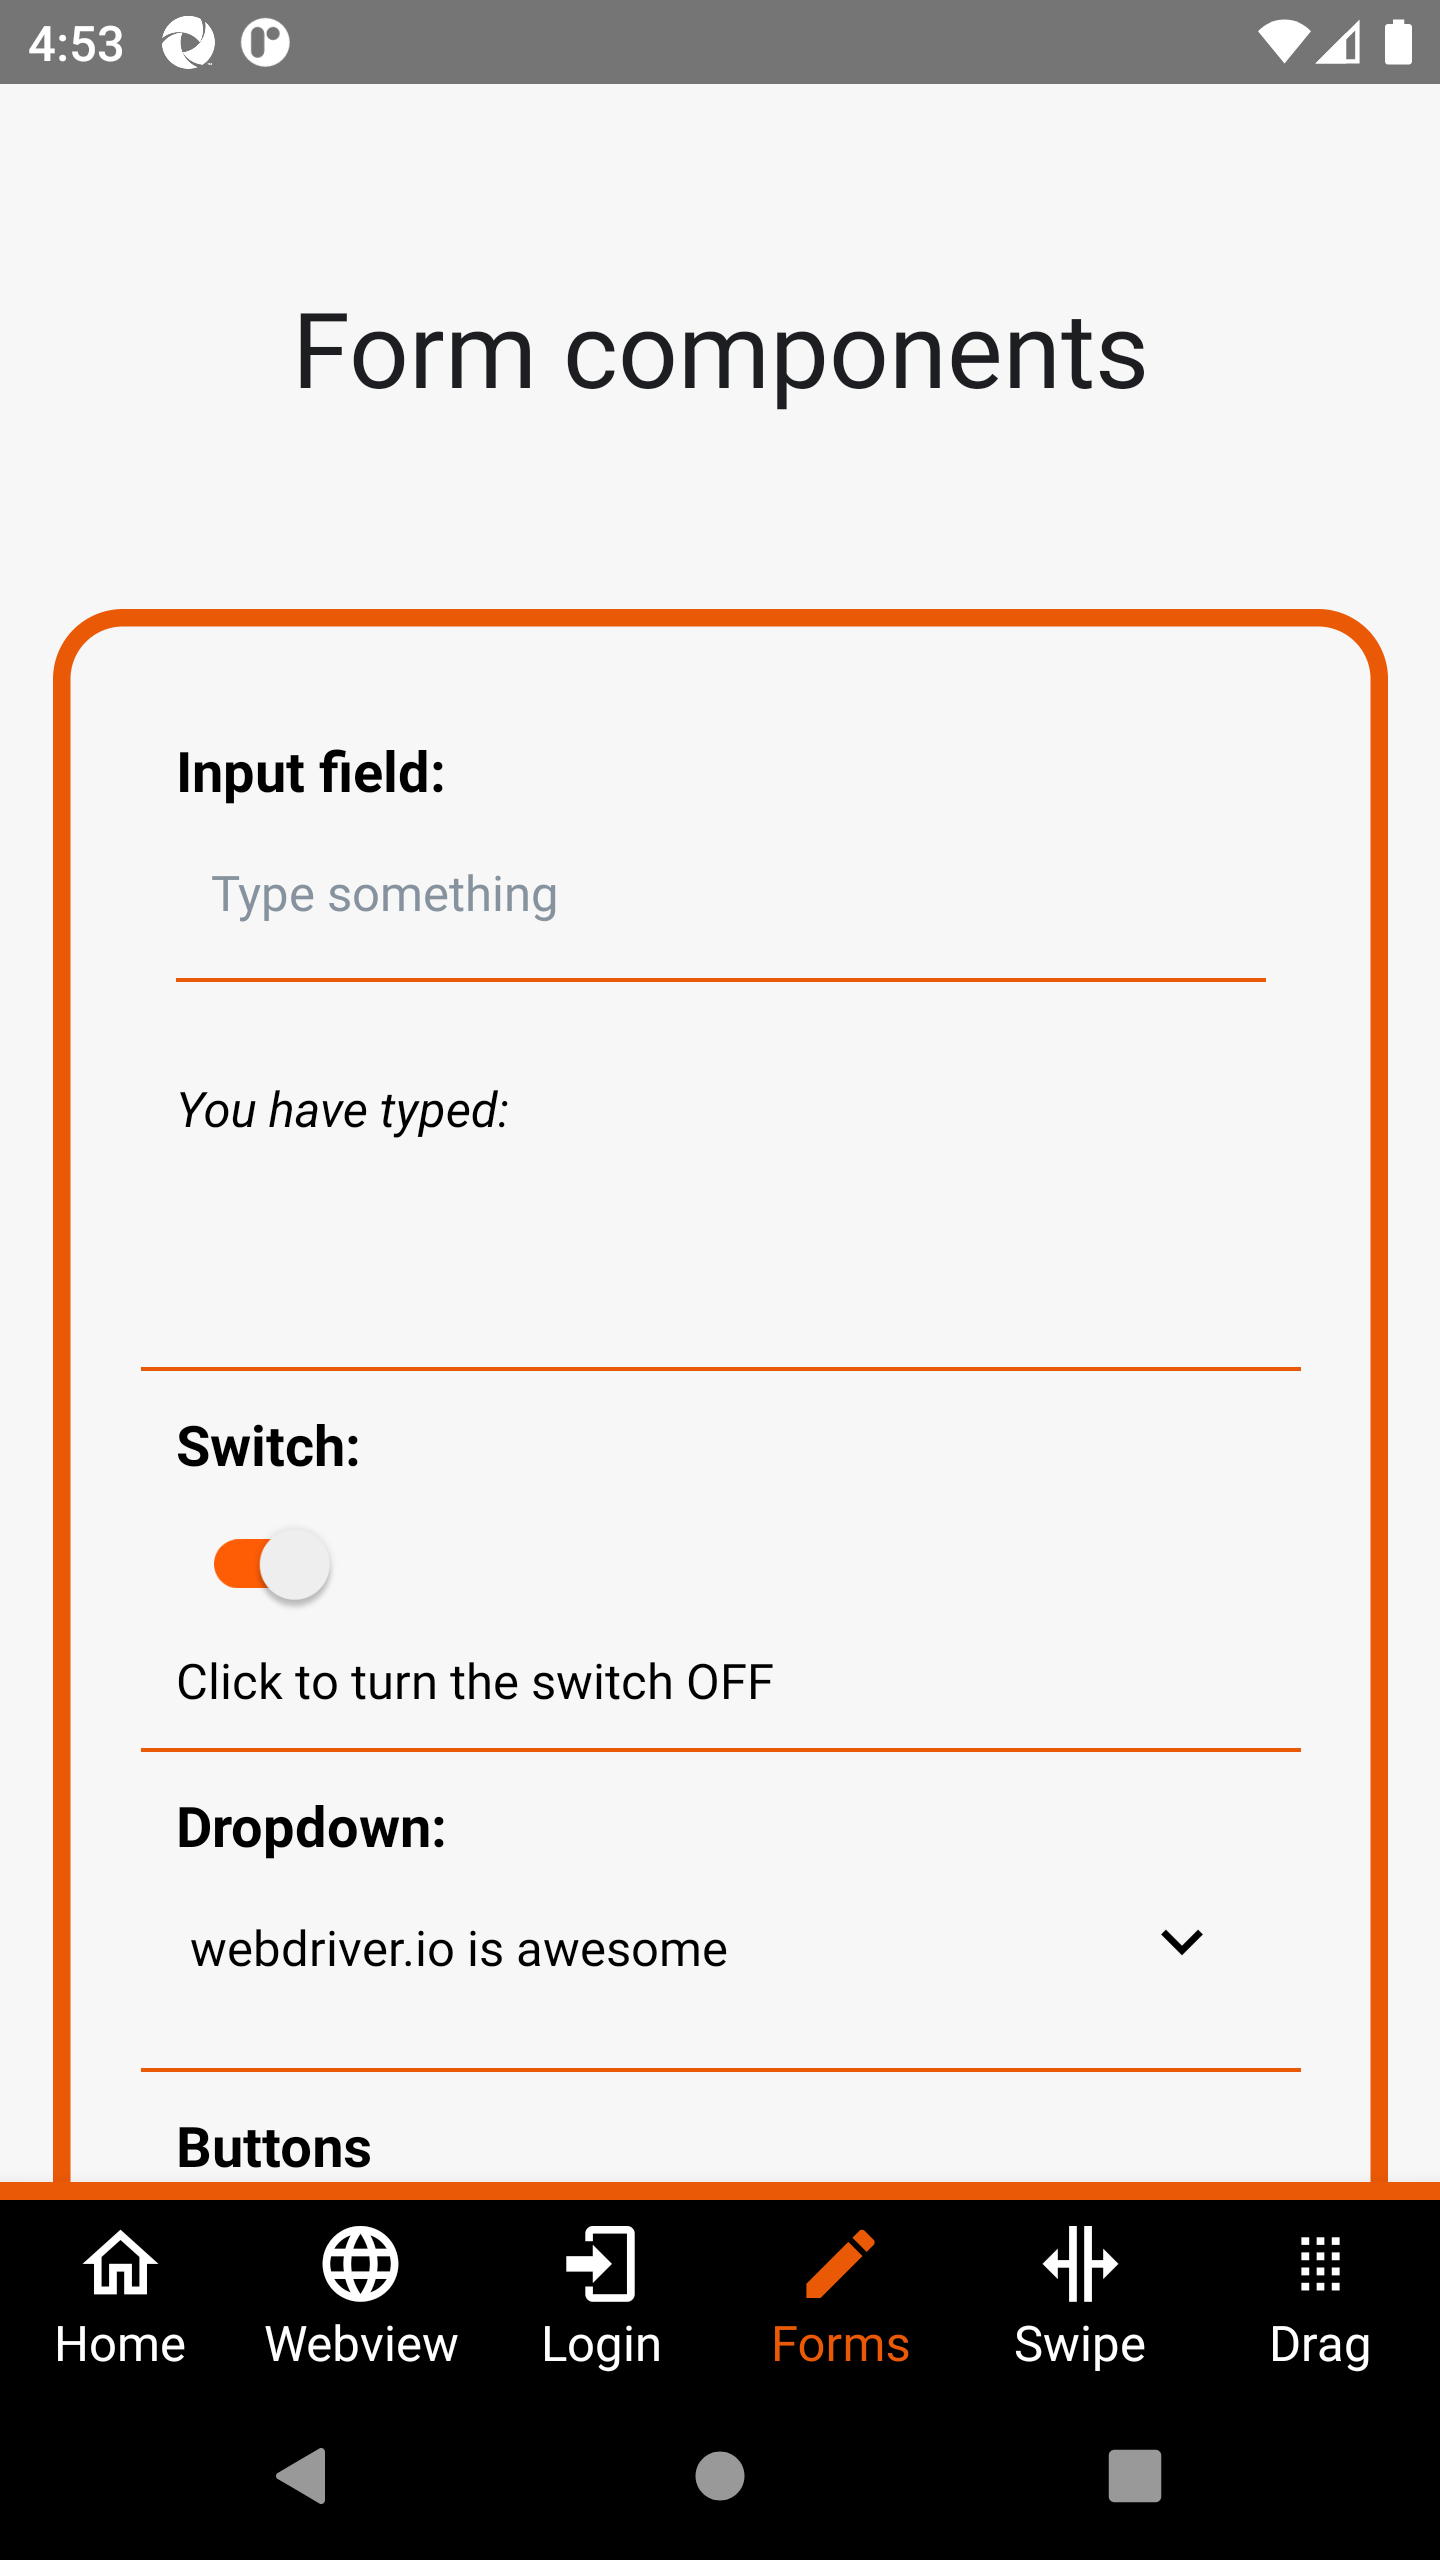 4:53
Form components
Input field:
Type something
You have typed:
Switch:
Click to turn the switch OFF
Dropdown:
webdriver.io is awesome
Buttons
Home Webview Login Forms Swipe Drag